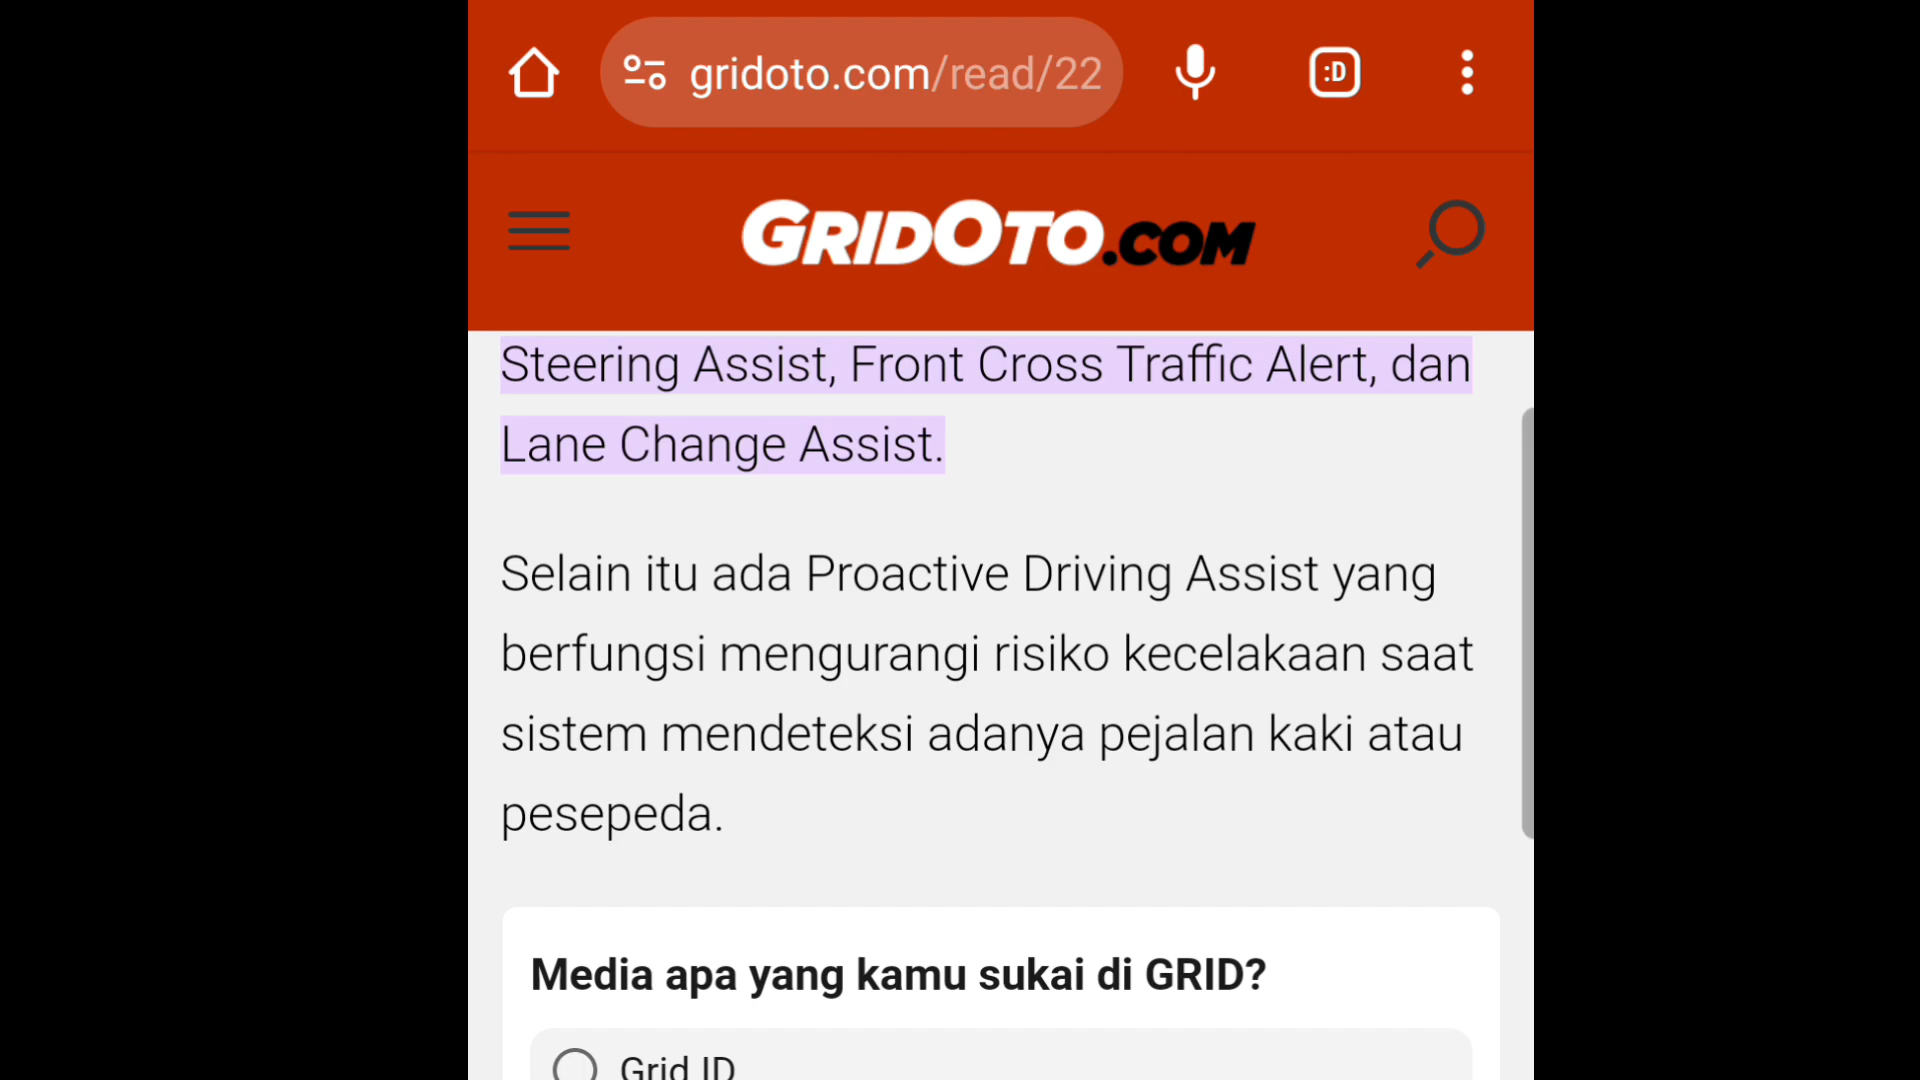 gridoto.com/read/22
:D
GRIDOTO.COM
Steering Assist, Front Cross Traffic Alert, dan
Lane Change Assist.
Selain itu ada Proactive Driving Assist yang
berfungsi mengurangi risiko kecelakaan saat
sistem mendeteksi adanya pejalan kaki atau
pesepeda.
Media apa yang kamu sukai di GRID?
Grid ID